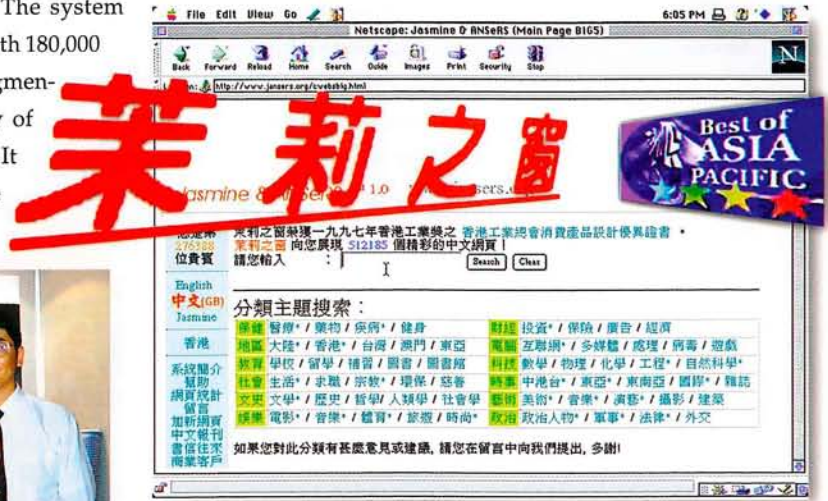 The system
th 180,000
gmen-
of
It
File Edit View Go
6:05 PM
Netscape: Jasmine & ANSeRS (Main Page BIG5)
Back Forward Reload Home Search Guide Images Print Security Stop
N
http://www.jansers.org/cwebbig.html
茉莉之窗
Best of
ASIA
PACIFIC
1.0
276388
位貴賓
茉莉之窗榮獲一九九七年香港工業獎之 香港工業總會消費產品設計優異證書 。
茉莉之窗 向您展現 512185 個精彩的中文網頁！
請您輸入 ： Search Clear
English
中文(GB)
Jasmine
香港
系統簡介
幫助
網頁統計
留言
加新網頁
中文報刊
書信往來
商業客戶
分類主題搜索：
保健 醫療* / 藥物 / 疾病* / 健身
財經 投資* / 保險 / 廣告 / 經濟
地區 大陸* / 香港* / 台灣 / 澳門 / 東亞
電腦 互聯網* / 多媒體 / 處理 / 病毒 / 遊戲
教育 學校 / 留學 / 補習 / 圖書 / 圖書館
科技 數學 / 物理 / 化學 / 工程* / 自然科學*
社會 生活* / 求職 / 宗教* / 環保 / 慈善
時事 中港台* / 東亞* / 東南亞 / 國際* / 雜誌
文史 文學* / 歷史 / 哲學/ 人類學 / 社會學
藝術 美術* / 音樂* / 演藝* / 攝影 / 建築
娛樂 電影* / 音樂* / 體育* / 旅遊 / 時尚*
政治 政治人物* / 軍事* / 法律* / 外交
如果您對此分類有甚麼意見或建議, 請您在留言中向我們提出, 多謝!